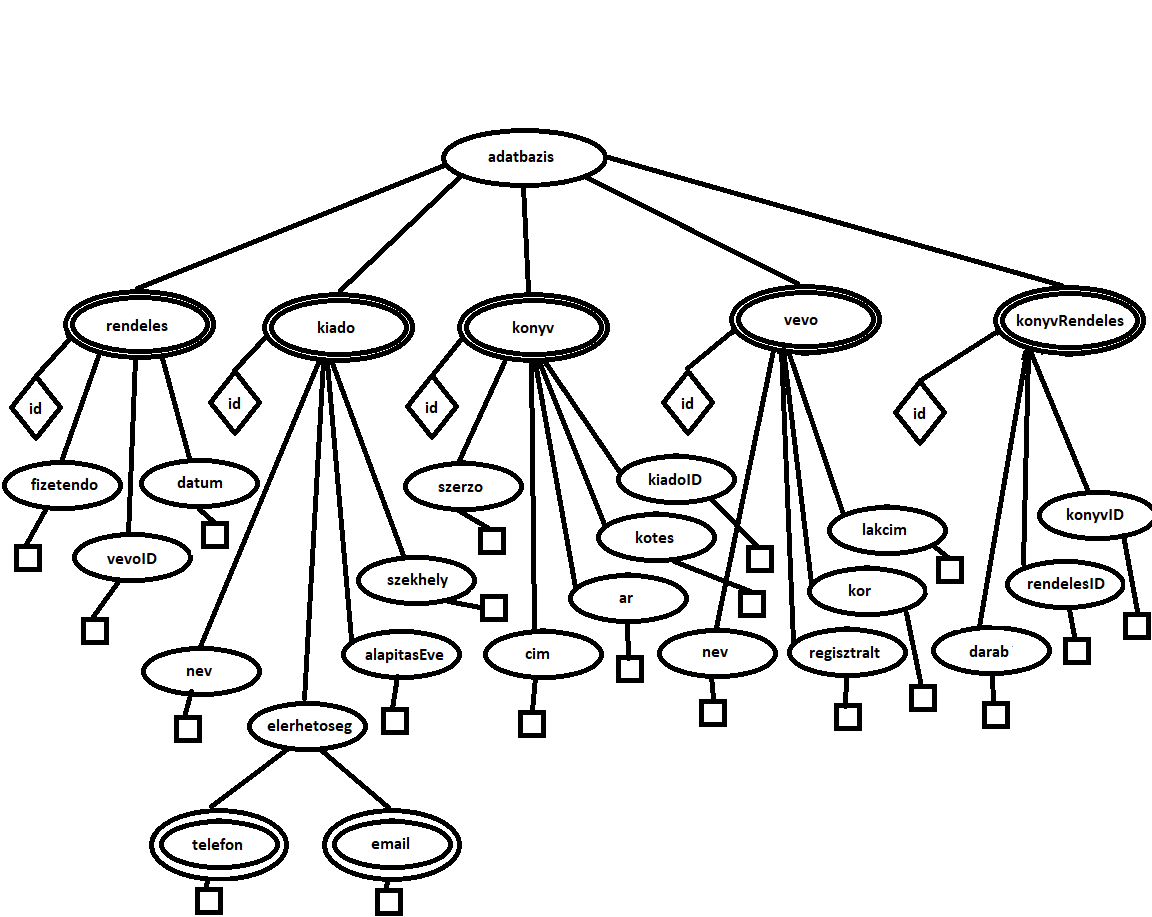 adatbazis
rendeles
kiado
konyv
vevo
konyvRendeles
id
id
id
id
id
fizetendo
datum
szerzo
kiadoID
konyvID
vevoID
szekhely
kotes
lakcim
rendelesID
ar
kor
nev
alapitasEve
cim
nev
regisztralt
darab
elerhetoseg
telefon
email